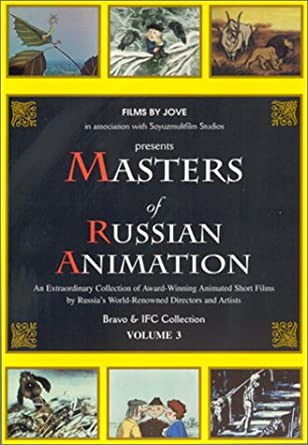 FILMS BY JOVE
in association with Soyuzmultfilm Studios
presents
MASTERS
of
RUSSIAN
ANIMATION
An Extraordinary Collection of Award-Winning Animated Short Films
by Russia's World-Renowned Directors and Artists
Bravo & IFC Collection
VOLUME 3